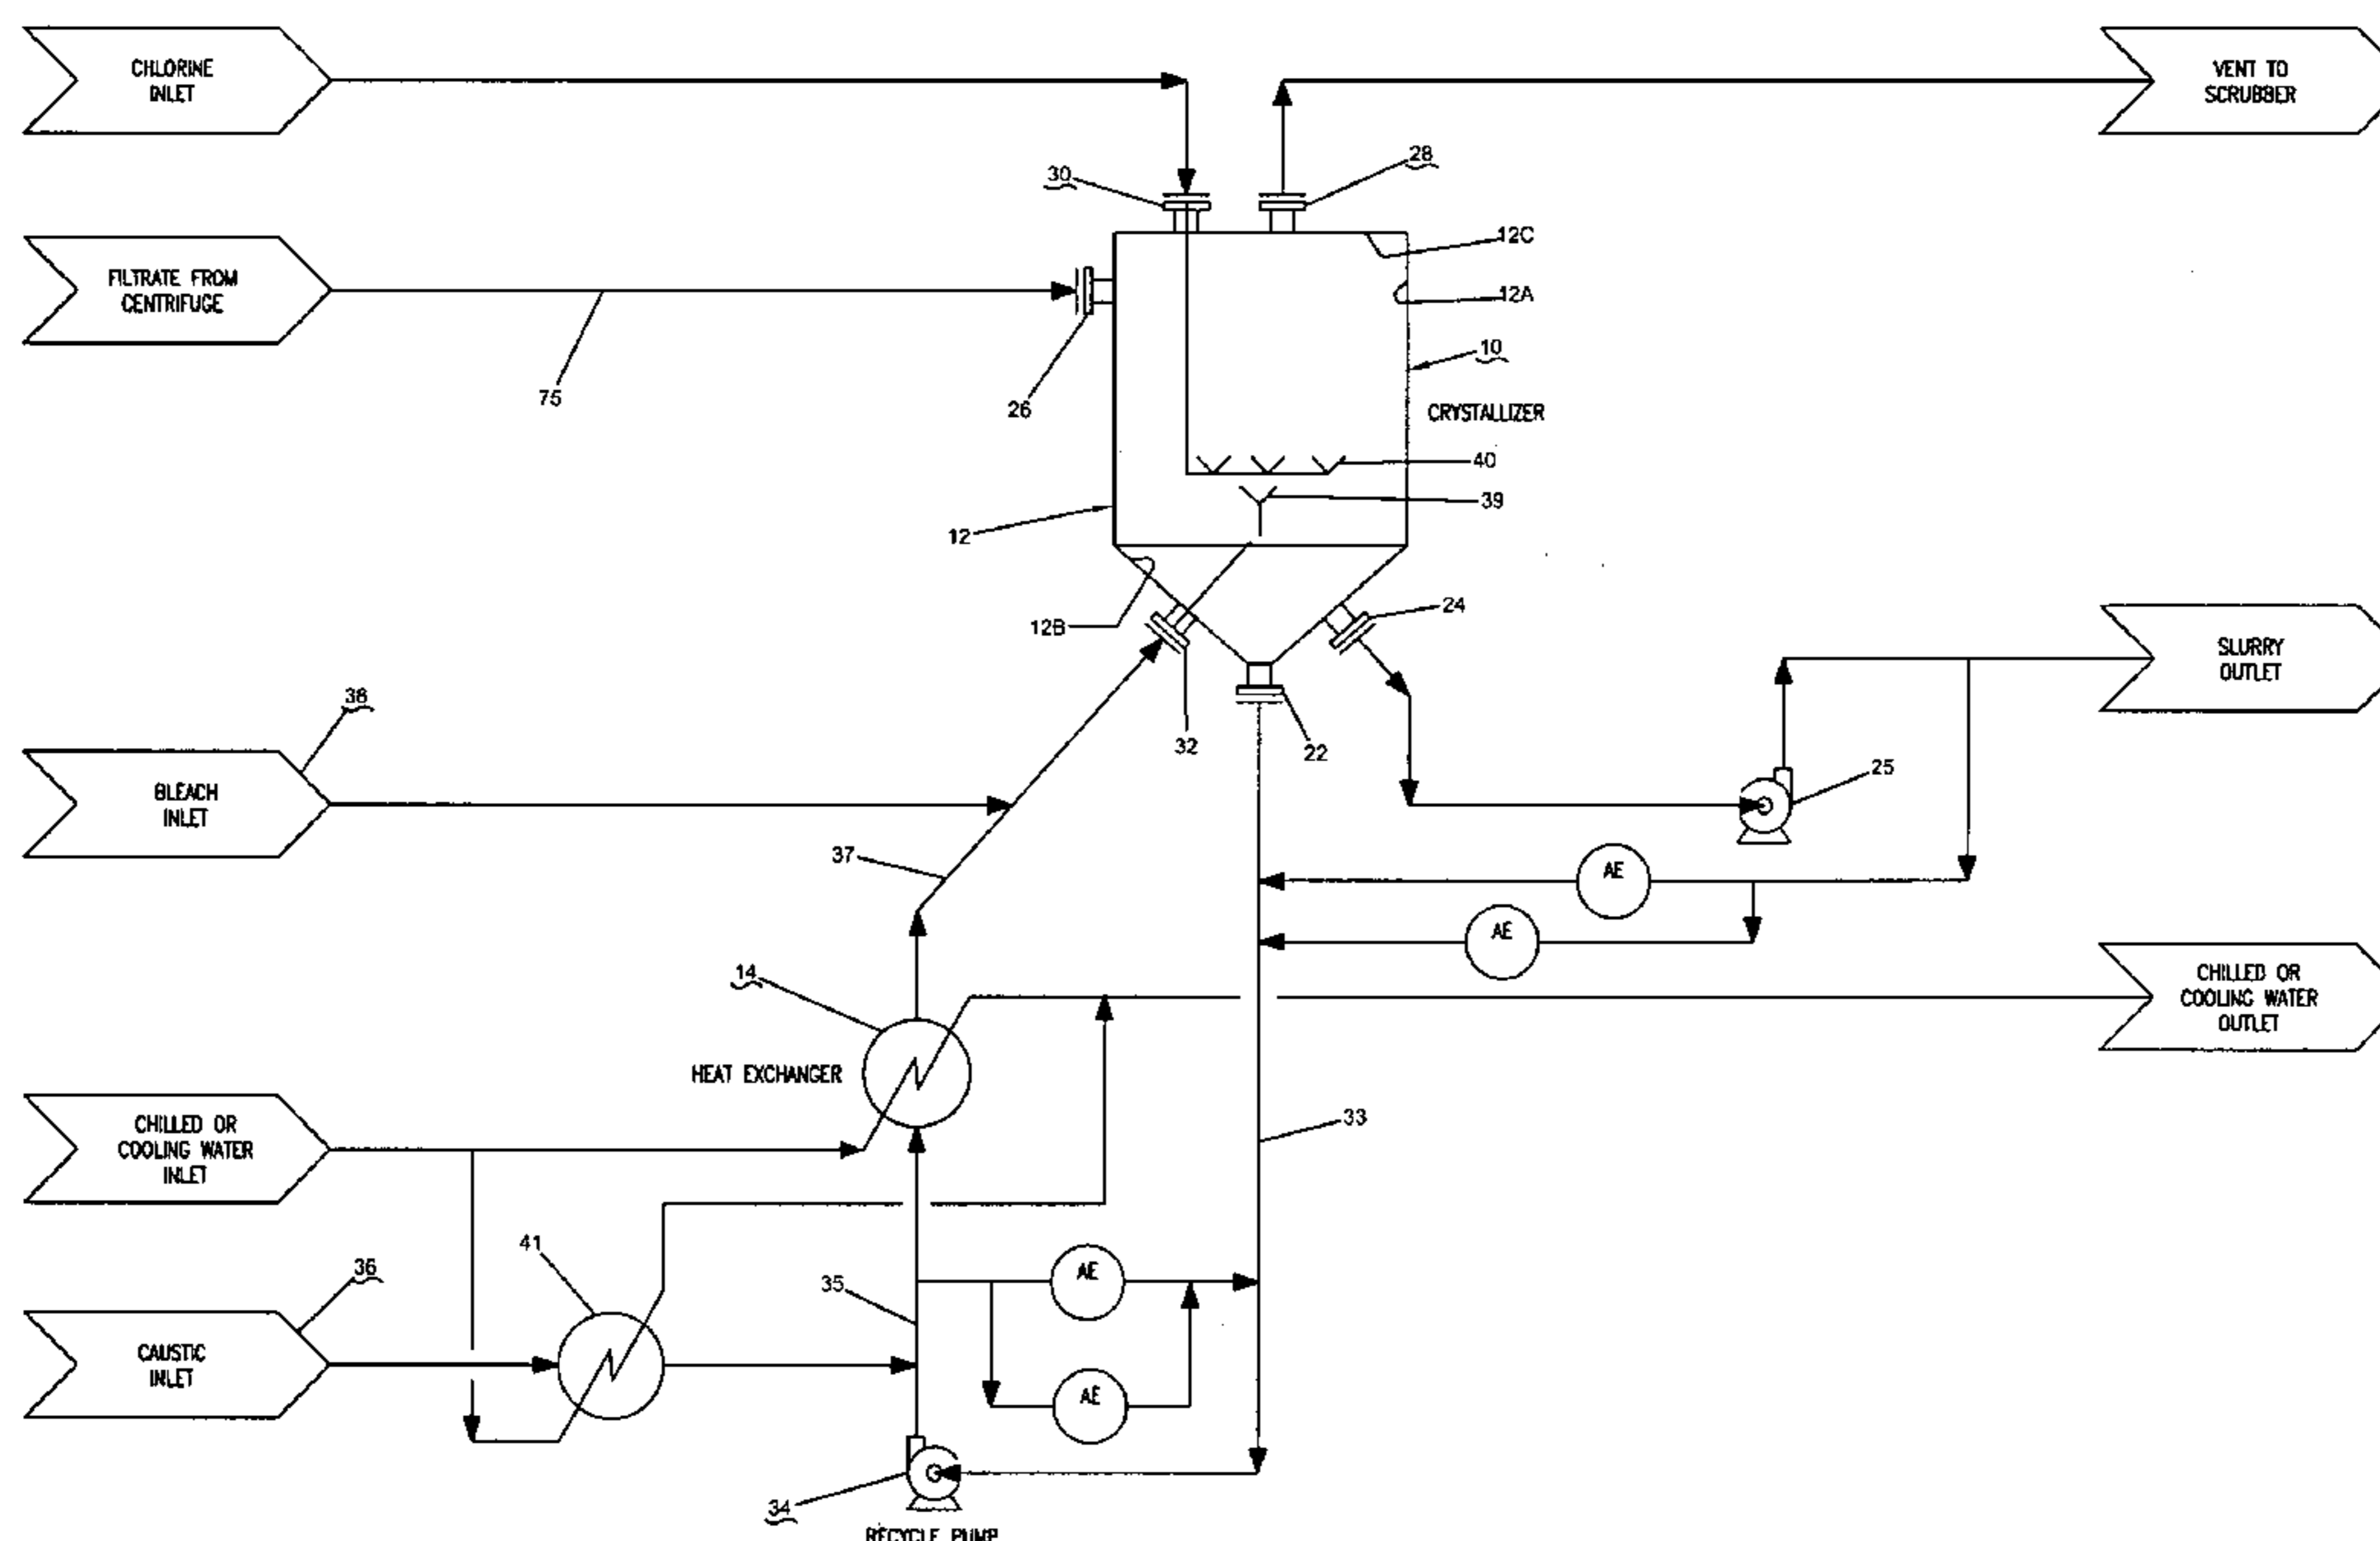 CHLORINE
INLET
VENT TO
SCRUBBER
30
28
12C
FILTRATE FROM
CENTRIFUGE
12A
10
75
26
CRYSTALLIZER
40
39
12
24
12B
SLURRY
OUTLET
38
32
22
25
BLEACH
INLET
37
AE
AE
14
CHILLED OR
COOLING WATER
OUTLET
HEAT EXCHANGER
33
CHILLED OR
COOLING WATER
INLET
41
36
35
AE
CAUSTIC
INLET
AE
34
RECYCLE PUMP